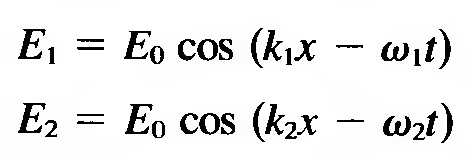 E₁ = E₀ cos (k₁x − ω₁t)
E₂ = E₀ cos (k₂x − ω₂t)